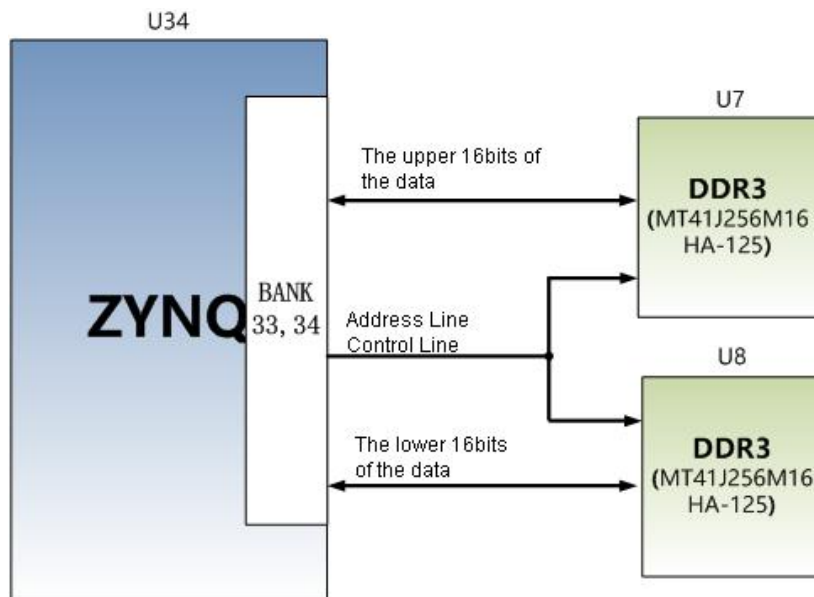 U34
ZYNQ
BANK
33, 34
The upper 16bits of
the data
Address Line
Control Line
The lower 16bits
of the data
U7
DDR3
(MT41J256M16
HA-125)
U8
DDR3
(MT41J256M16
HA-125)